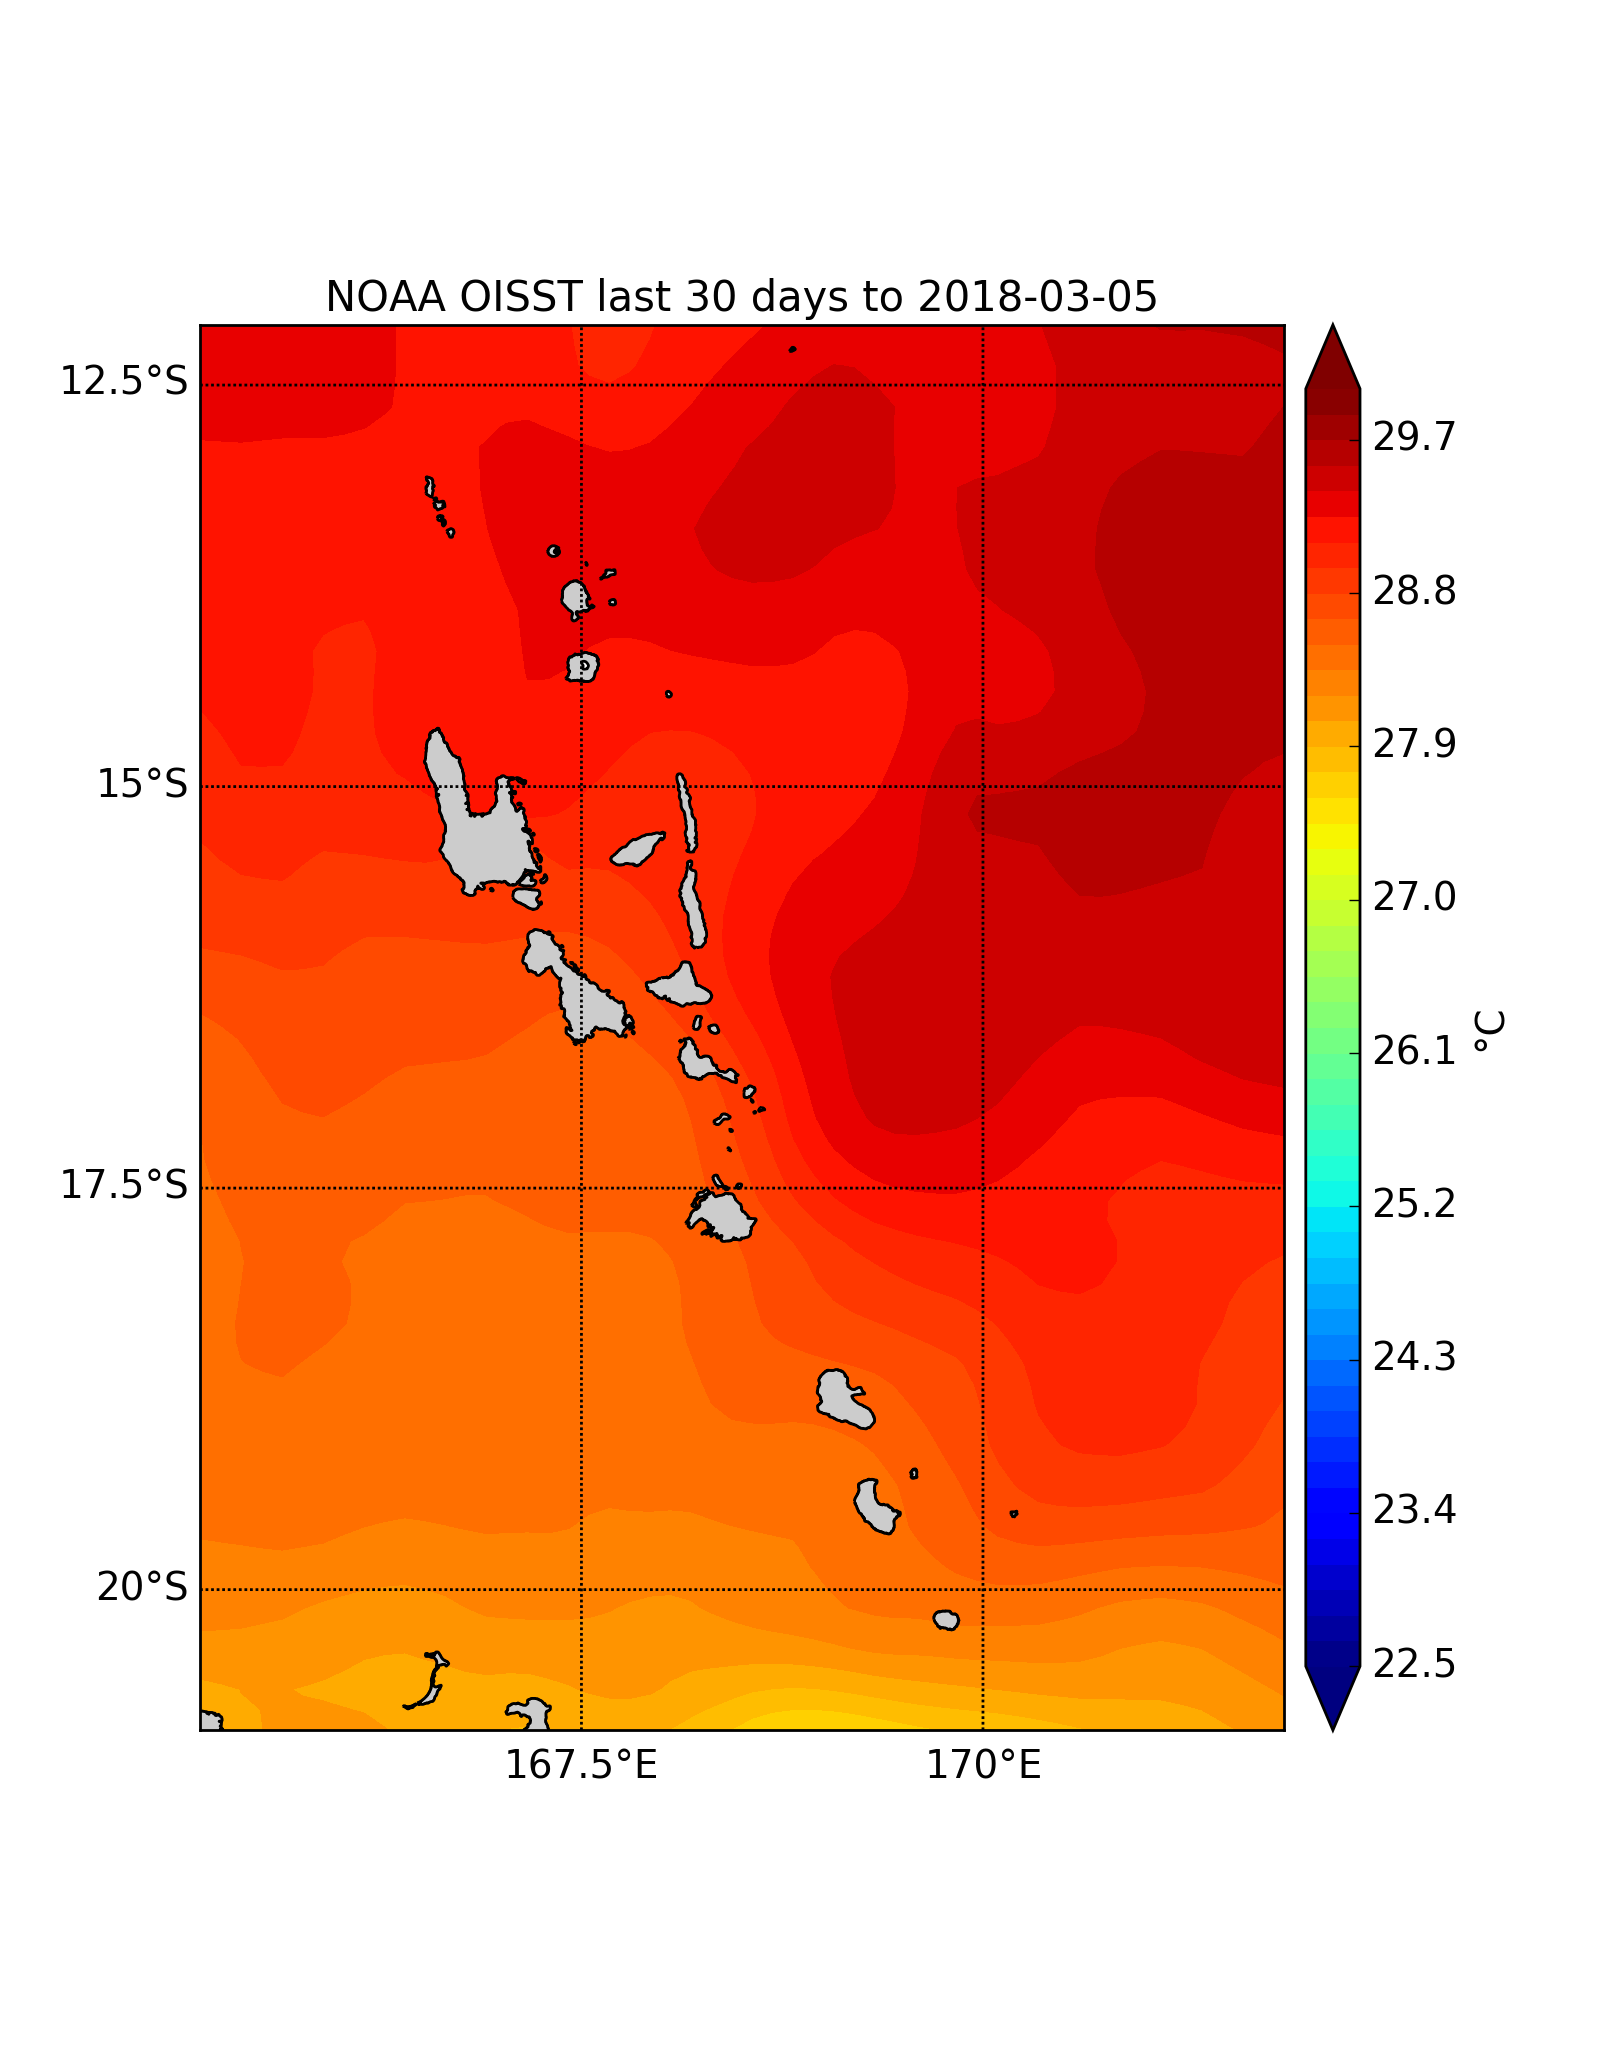 NOAA OISST last 30 days to 2018-03-05
12.5°S
15°S
17.5°S
20°S
167.5°E
170°E
29.7
28.8
27.9
27.0
26.1
25.2
24.3
23.4
22.5
°C